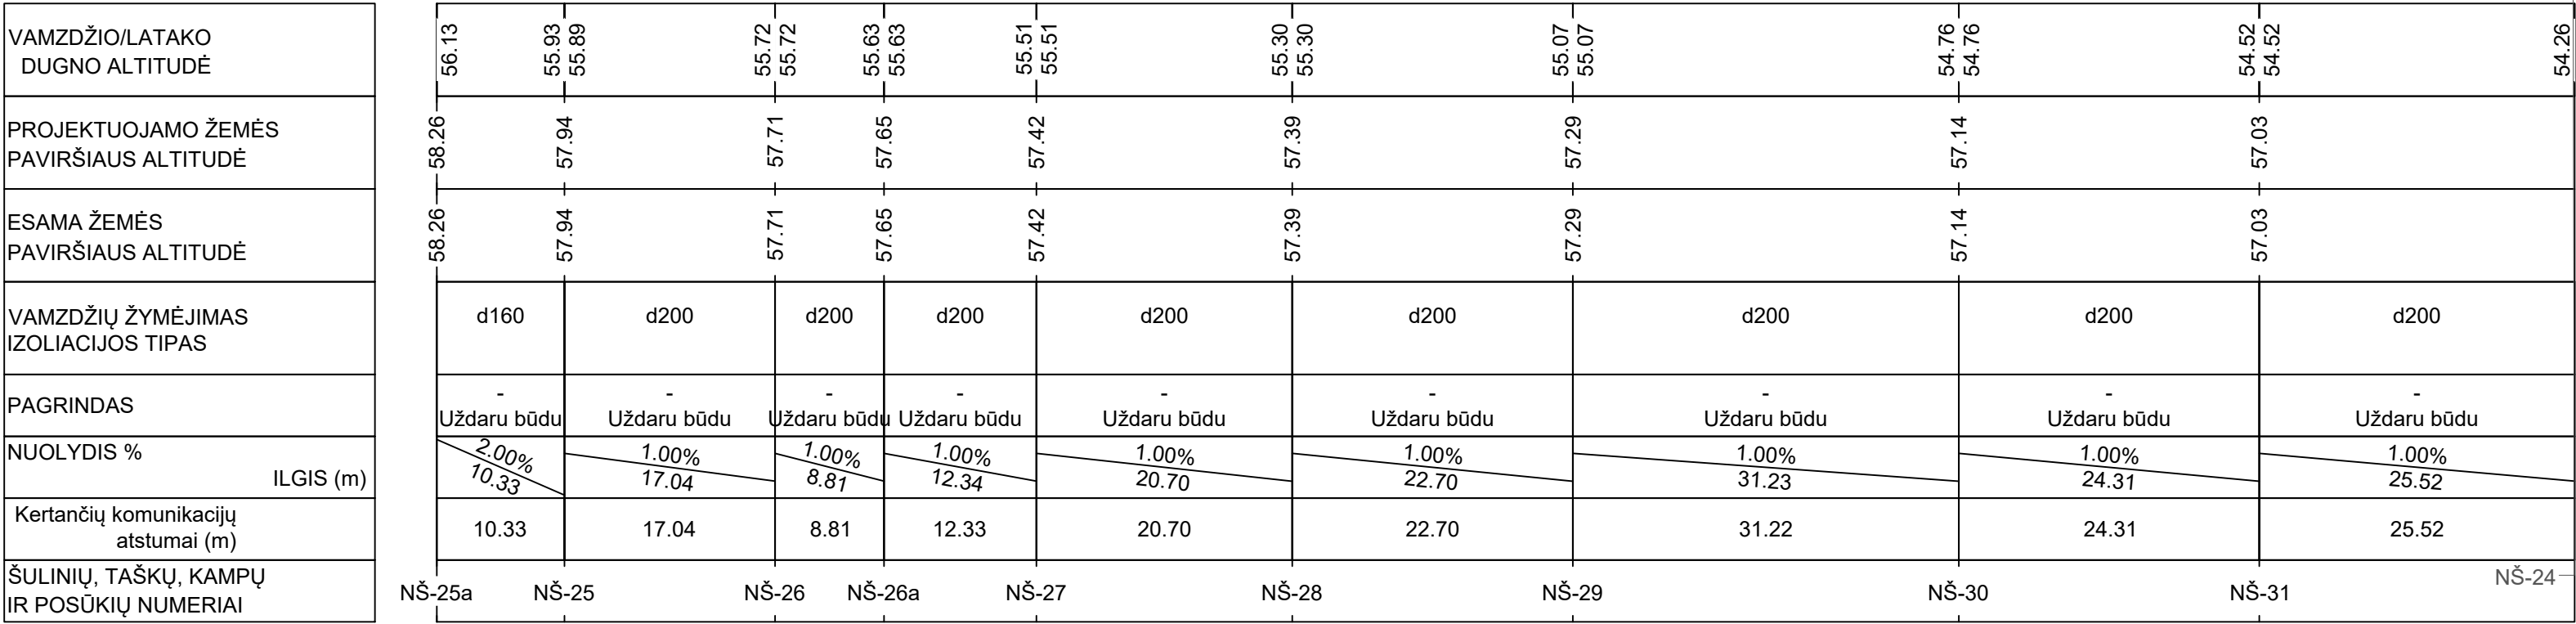 VAMZDŽIO/LATAKO
DUGNO ALTITUDĖ
56.13 55.93 55.89 55.72 55.72 55.63 55.63 55.51 55.51 55.30 55.30 55.07 55.07 54.76 54.76 54.52 54.52 54.26
PROJEKTUOJAMO ŽEMĖS
PAVIRŠIAUS ALTITUDĖ
58.26 57.94 57.71 57.65 57.42 57.39 57.29 57.14 57.03
ESAMA ŽEMĖS
PAVIRŠIAUS ALTITUDĖ
58.26 57.94 57.71 57.65 57.42 57.39 57.29 57.14 57.03
VAMZDŽIŲ ŽYMĖJIMAS
IZOLIACIJOS TIPAS
d160 d200 d200 d200 d200 d200 d200 d200 d200
PAGRINDAS
- - - - - - - - -
Uždaru būdu Uždaru būdu Uždaru būdu Uždaru būdu Uždaru būdu Uždaru būdu Uždaru būdu Uždaru būdu Uždaru būdu
NUOLYDIS %
2.00% 1.00% 1.00% 1.00% 1.00% 1.00% 1.00% 1.00% 1.00%
ILGIS (m)
10.33 17.04 8.81 12.34 20.70 22.70 31.23 24.31 25.52
Kertančių komunikacijų
atstumai (m)
10.33 17.04 8.81 12.33 20.70 22.70 31.22 24.31 25.52
ŠULINIŲ, TAŠKŲ, KAMPŲ
IR POSŪKIŲ NUMERIAI
NŠ-25a NŠ-25 NŠ-26 NŠ-26a NŠ-27 NŠ-28 NŠ-29 NŠ-30 NŠ-31 NŠ-24